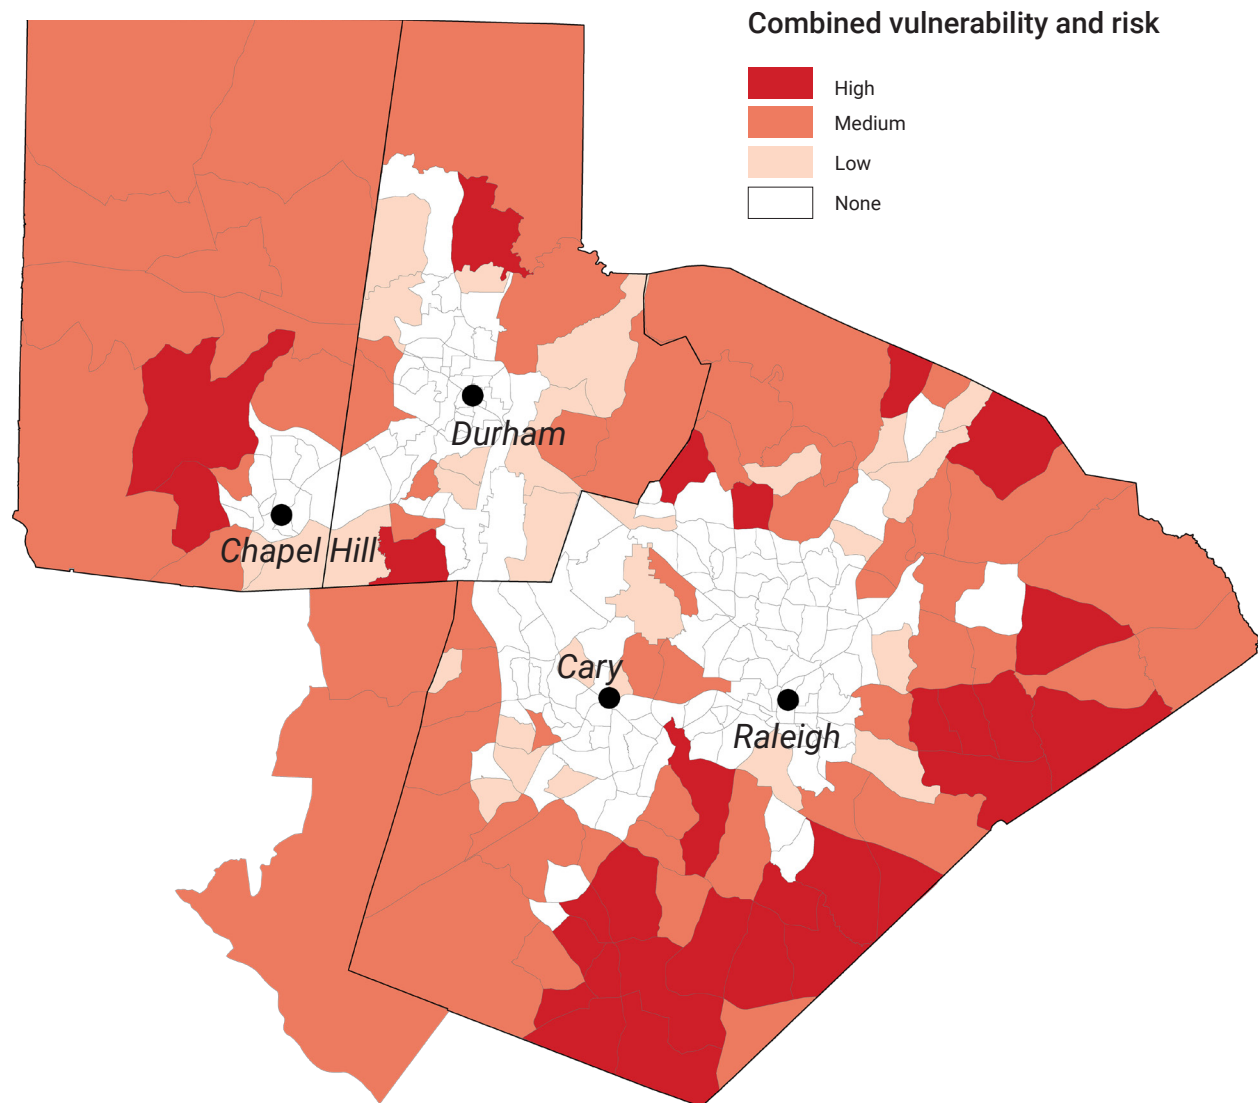 Combined vulnerability and risk
High
Medium
Low
None
Durham
Chapel Hill
Cary
Raleigh